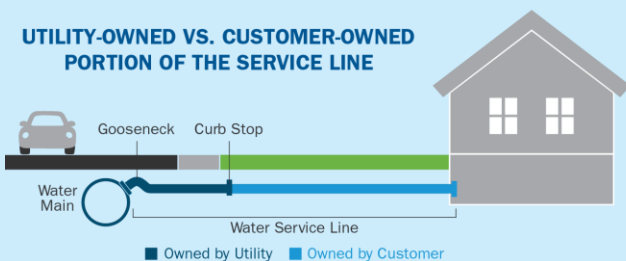 UTILITY-OWNED VS. CUSTOMER-OWNED
PORTION OF THE SERVICE LINE
Gooseneck
Curb Stop
Water
Main
Water Service Line
Owned by Utility
Owned by Customer